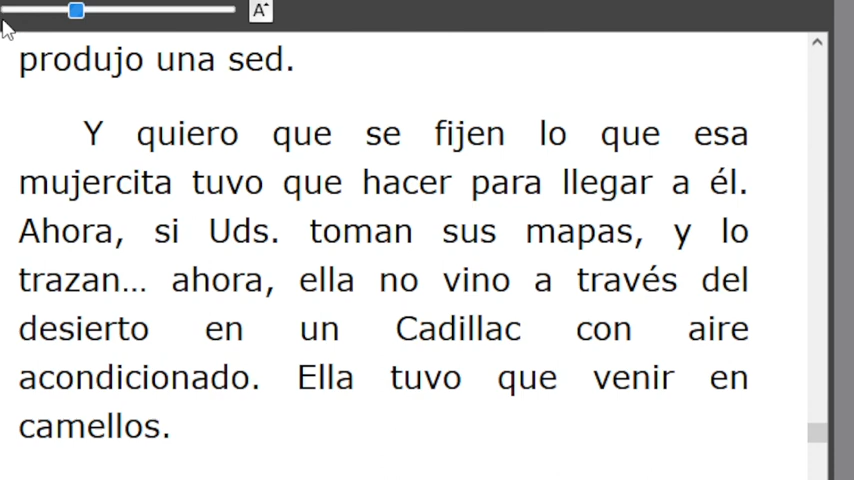 A
produjo una sed.
Y quiero que se fijen lo que esa
mujercita tuvo que hacer para llegar a él.
Ahora, si Uds. toman sus mapas, y lo
trazan… ahora, ella no vino a través del
desierto en un Cadillac con aire
acondicionado. Ella tuvo que venir en
camellos.